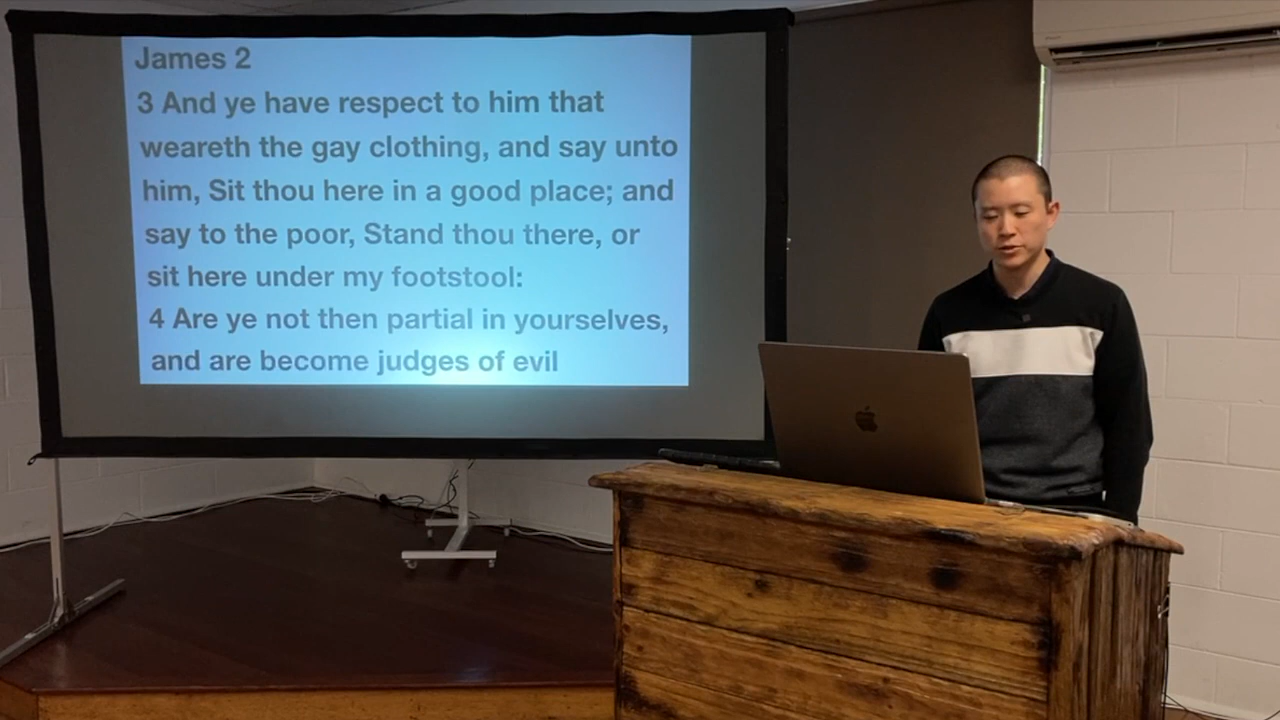 James 2
3 And ye have respect to him that
weareth the gay clothing, and say unto
him, Sit thou here in a good place; and
say to the poor, Stand thou there, or
sit here under my footstool:
4 Are ye not then partial in yourselves,
and are become judges of evil